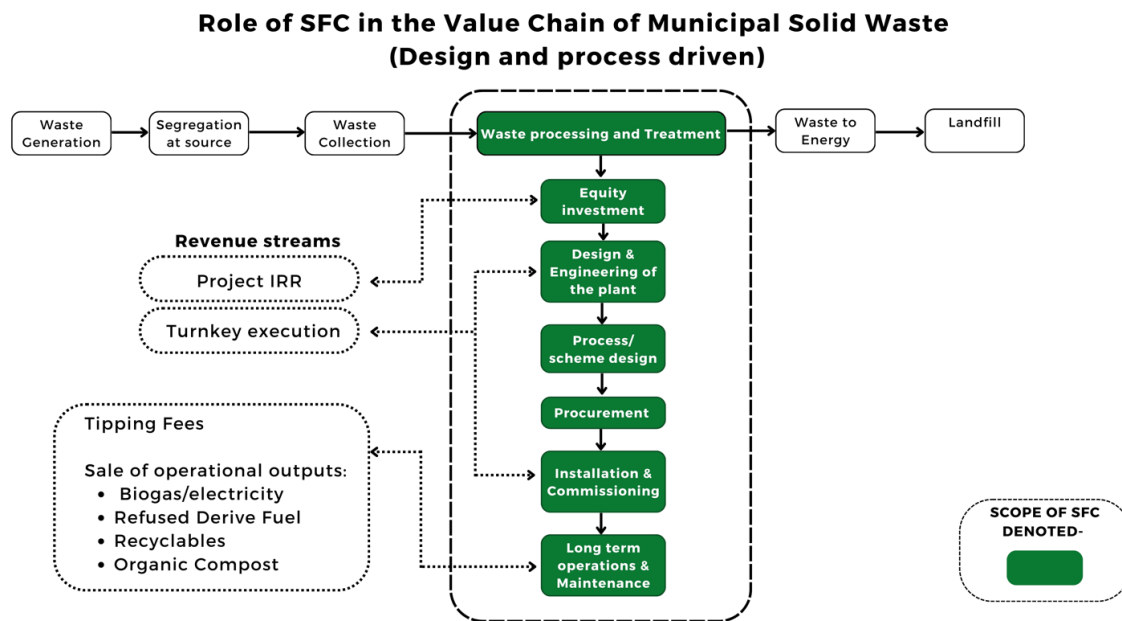 Role of SFC in the Value Chain of Municipal Solid Waste
(Design and process driven)
Waste
Generation
Segregation
at source
Waste
Collection
Waste processing and Treatment
Waste to
Energy
Landfill
Equity
investment
Revenue streams
Project IRR
Turnkey execution
Design &
Engineering of
the plant
Process/
scheme design
Procurement
Installation &
Commissioning
Long term
operations &
Maintenance
Tipping Fees
Sale of operational outputs:
• Biogas/electricity
• Refused Derive Fuel
• Recyclables
• Organic Compost
SCOPE OF SFC
DENOTED-